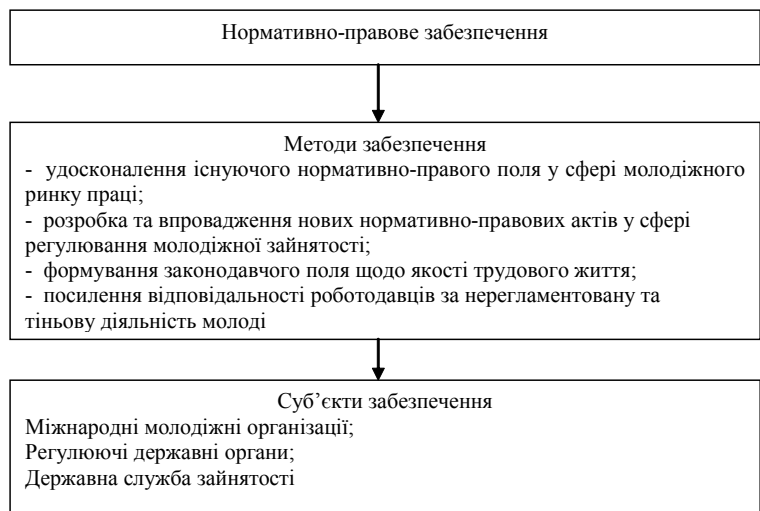 Нормативно-правове забезпечення
Методи забезпечення
- удосконалення існуючого нормативно-правого поля у сфері молодіжного
ринку праці;
- розробка та впровадження нових нормативно-правових актів у сфері
регулювання молодіжної зайнятості;
- формування законодавчого поля щодо якості трудового життя;
- посилення відповідальності роботодавців за нерегламентовану та
тіньову діяльність молоді
Суб’єкти забезпечення
Міжнародні молодіжні організації;
Регулюючі державні органи;
Державна служба зайнятості